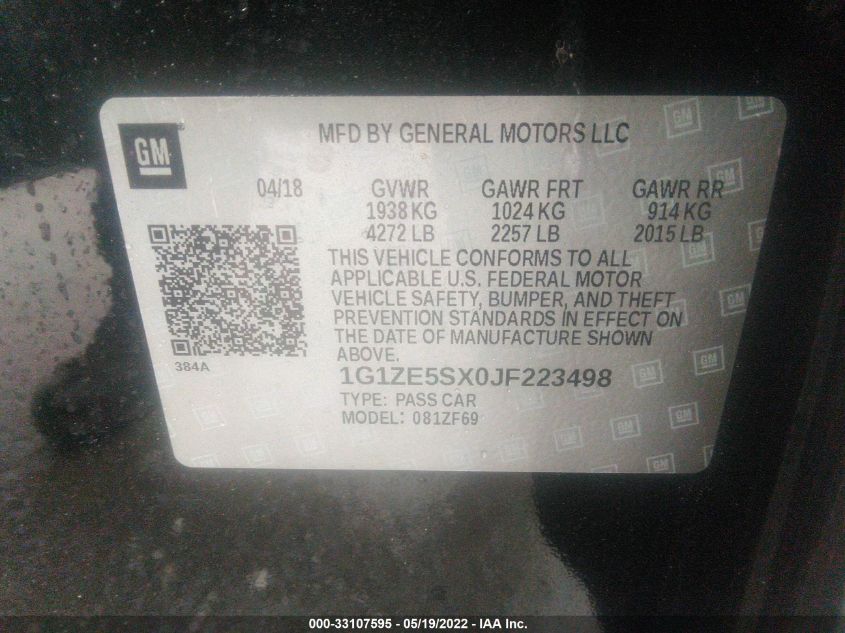 GM
MFD BY GENERAL MOTORS LLC
04/18 GVWR GAWR FRT GAWR RR
1938 KG 1024 KG 914 KG
4272 LB 2257 LB 2015 LB
THIS VEHICLE CONFORMS TO ALL
APPLICABLE U.S. FEDERAL MOTOR
VEHICLE SAFETY, BUMPER, AND THEFT
PREVENTION STANDARDS IN EFFECT ON
THE DATE OF MANUFACTURE SHOWN
ABOVE.
384A
1G1ZE5SX0JF223498
TYPE: PASS CAR
MODEL: 081ZF69
000-33107595 - 05/19/2022 - IAA Inc.